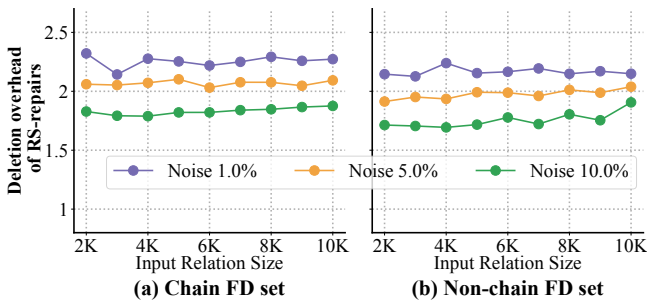 Deletion overhead
of RS-repairs
2.5
2
1.5
1
Noise 1.0%
Noise 5.0%
Noise 10.0%
2K 4K 6K 8K 10K
2K 4K 6K 8K 10K
Input Relation Size
Input Relation Size
(a) Chain FD set
(b) Non-chain FD set